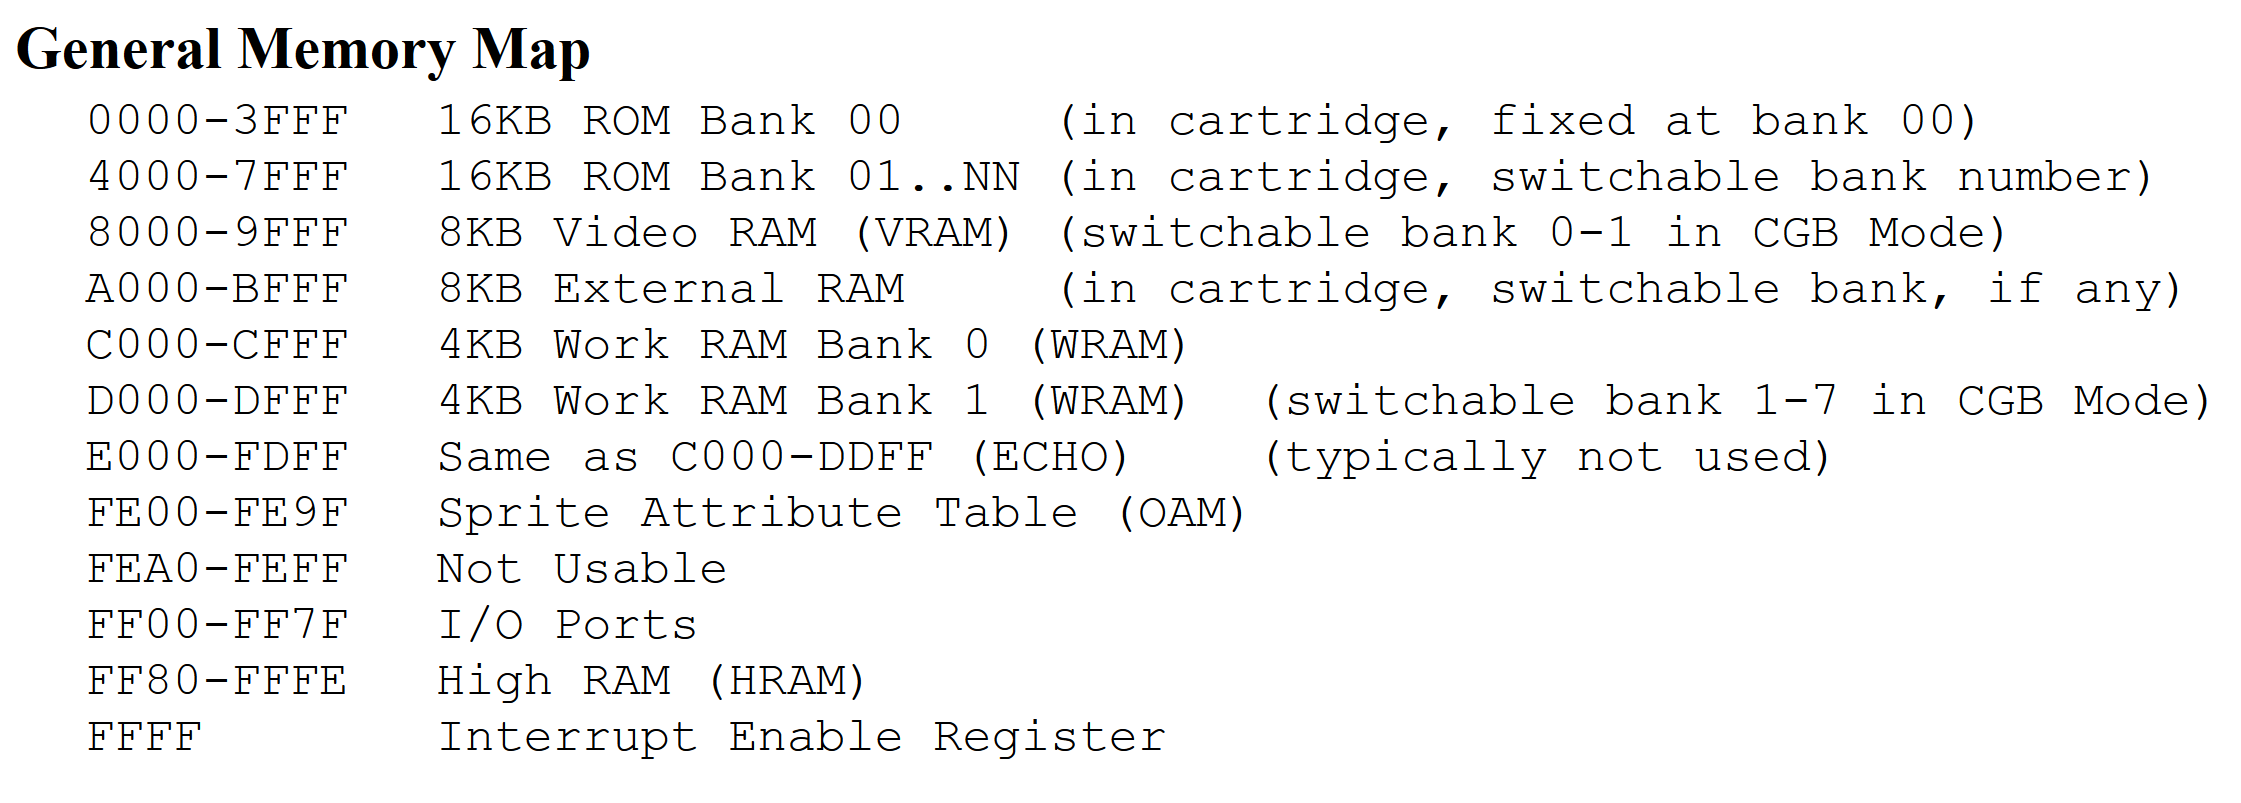 General Memory Map
0000-3FFF   16KB ROM Bank 00     (in cartridge, fixed at bank 00)
4000-7FFF   16KB ROM Bank 01..NN (in cartridge, switchable bank number)
8000-9FFF   8KB Video RAM (VRAM) (switchable bank 0-1 in CGB Mode)
A000-BFFF   8KB External RAM     (in cartridge, switchable bank, if any)
C000-CFFF   4KB Work RAM Bank 0 (WRAM)
D000-DFFF   4KB Work RAM Bank 1 (WRAM)  (switchable bank 1-7 in CGB Mode)
E000-FDFF   Same as C000-DDFF (ECHO)    (typically not used)
FE00-FE9F   Sprite Attribute Table (OAM)
FEA0-FEFF   Not Usable
FF00-FF7F   I/O Ports
FF80-FFFE   High RAM (HRAM)
FFFF        Interrupt Enable Register